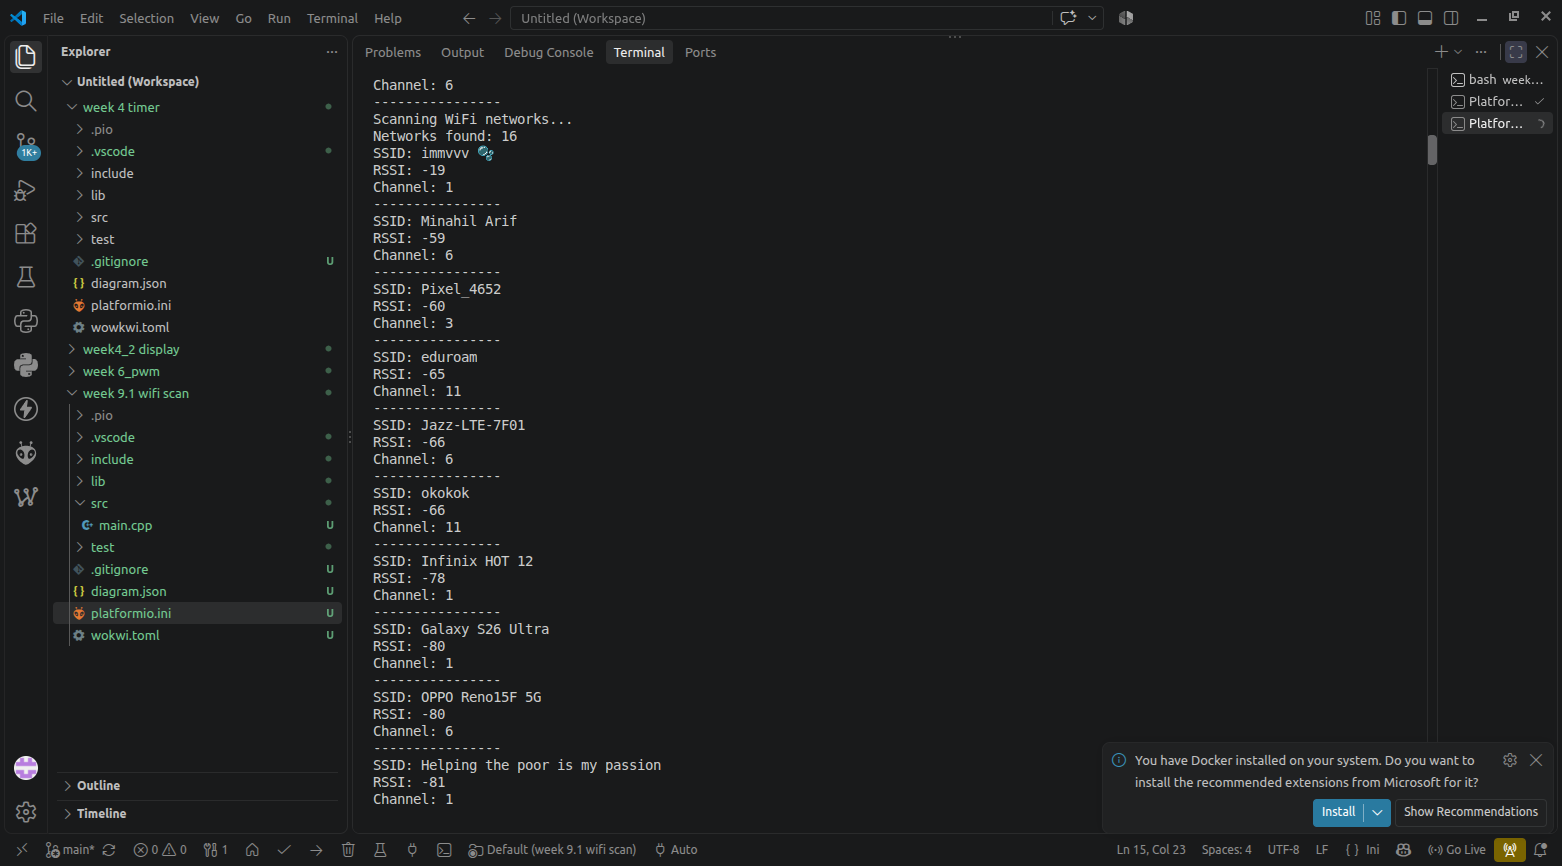 File Edit Selection View Go Run Terminal Help
Untitled (Workspace)
Explorer
Untitled (Workspace)
week 4 timer
.pio
.vscode
include
lib
src
test
.gitignore U
diagram.json
platformio.ini
wowkwi.toml
week4_2 display
week 6_pwm
week 9.1 wifi scan
.pio
.vscode
include
lib
src
main.cpp U
test
.gitignore U
diagram.json U
platformio.ini U
wokwi.toml U
Outline
Timeline
1K+
Problems Output Debug Console Terminal Ports
Channel: 6
----------------
Scanning WiFi networks...
Networks found: 16
SSID: immvvv 🫧
RSSI: -19
Channel: 1
----------------
SSID: Minahil Arif
RSSI: -59
Channel: 6
----------------
SSID: Pixel_4652
RSSI: -60
Channel: 3
----------------
SSID: eduroam
RSSI: -65
Channel: 11
----------------
SSID: Jazz-LTE-7F01
RSSI: -66
Channel: 6
----------------
SSID: okokok
RSSI: -66
Channel: 11
----------------
SSID: Infinix HOT 12
RSSI: -78
Channel: 1
----------------
SSID: Galaxy S26 Ultra
RSSI: -80
Channel: 1
----------------
SSID: OPPO Reno15F 5G
RSSI: -80
Channel: 6
----------------
SSID: Helping the poor is my passion
RSSI: -81
Channel: 1
bash week...
Platfor...
Platfor...
You have Docker installed on your system. Do you want to
install the recommended extensions from Microsoft for it?
Install Show Recommendations
main* 0 0 1 Default (week 9.1 wifi scan) Auto Ln 15, Col 23 Spaces: 4 UTF-8 LF { } Ini Go Live